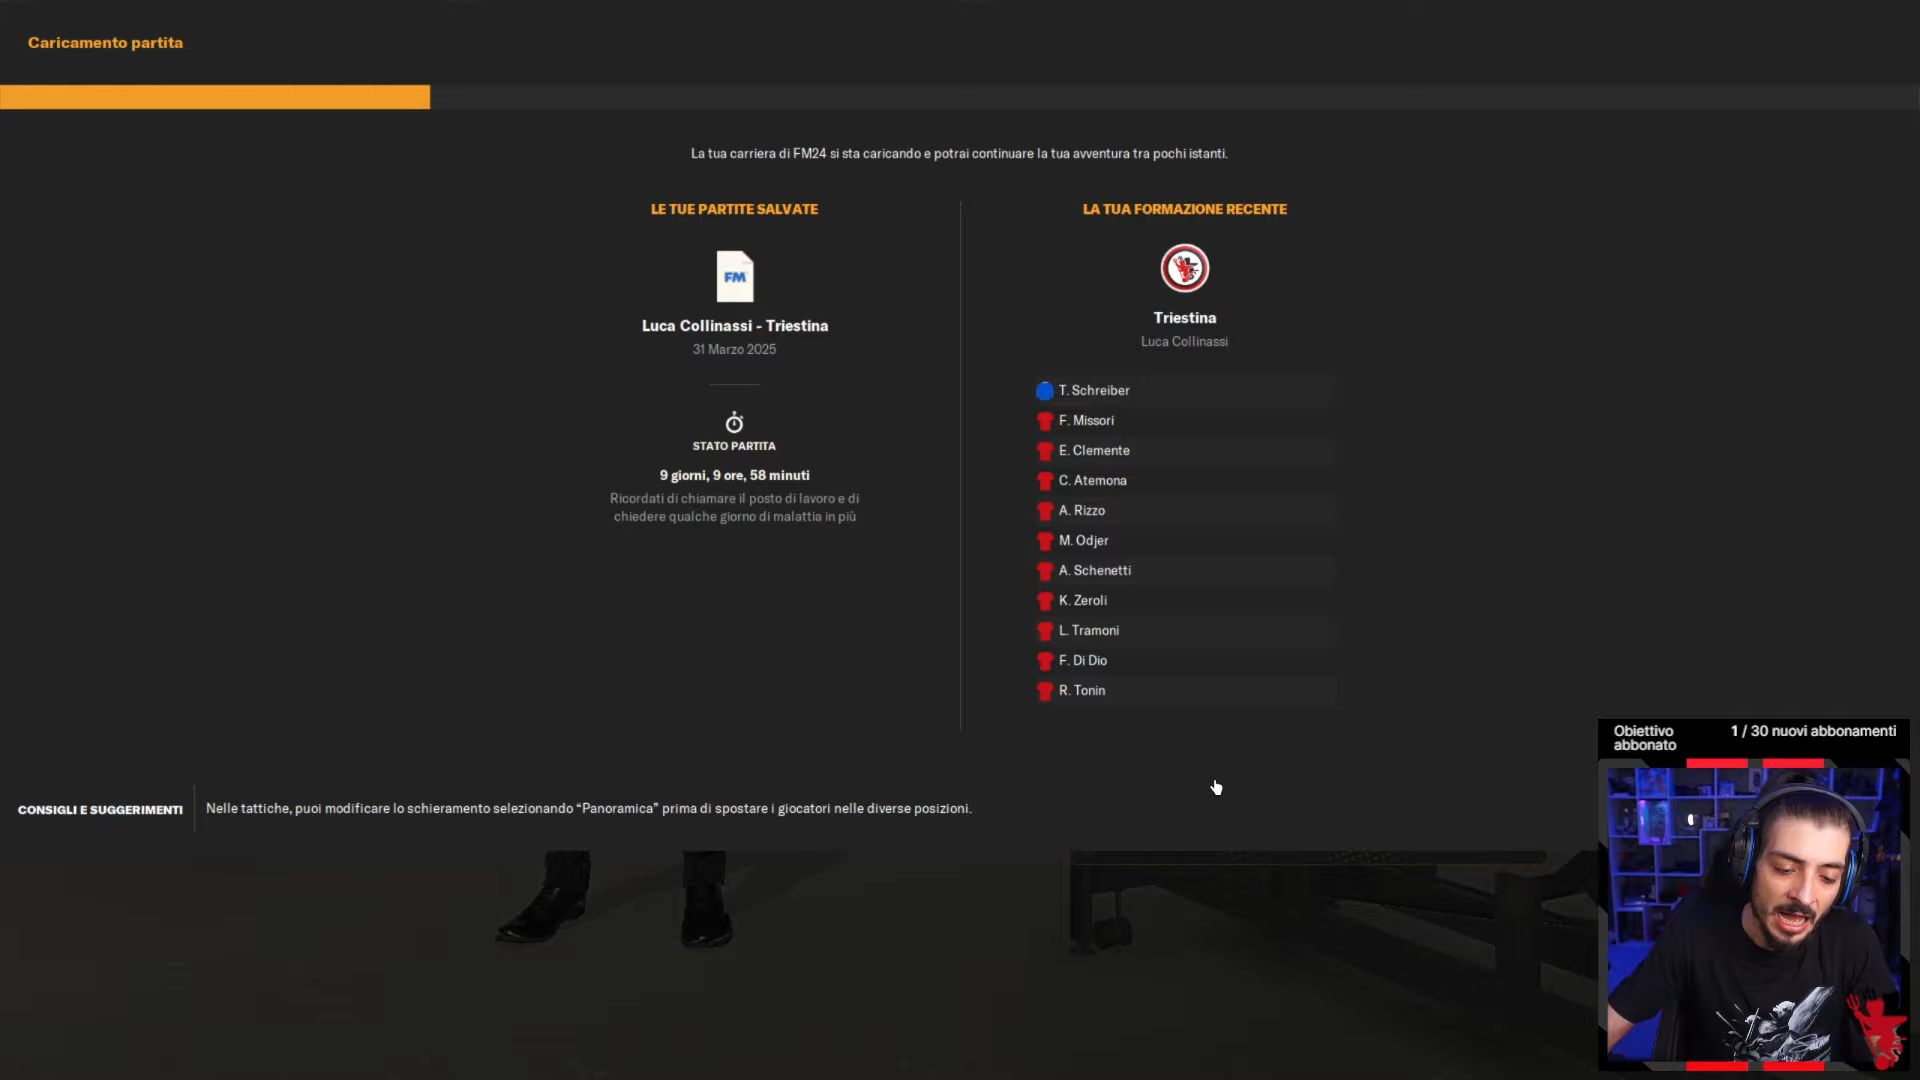 Caricamento partita
La tua carriera di FM24 si sta caricando e potrai continuare la tua avventura tra pochi istanti.
LE TUE PARTITE SALVATE
FM
Luca Collinassi - Triestina
31 Marzo 2025
STATO PARTITA
9 giorni, 9 ore, 58 minuti
Ricordati di chiamare il posto di lavoro e di
chiedere qualche giorno di malattia in più
LA TUA FORMAZIONE RECENTE
Triestina
Luca Collinassi
T. Schreiber
F. Missori
E. Clemente
C. Atemona
A. Rizzo
M. Odjer
A. Schenetti
K. Zeroli
L. Tramoni
F. Di Dio
R. Tonin
Obiettivo
abbonato
1 / 30 nuovi abbonamenti
CONSIGLI E SUGGERIMENTI
Nelle tattiche, puoi modificare lo schieramento selezionando “Panoramica” prima di spostare i giocatori nelle diverse posizioni.